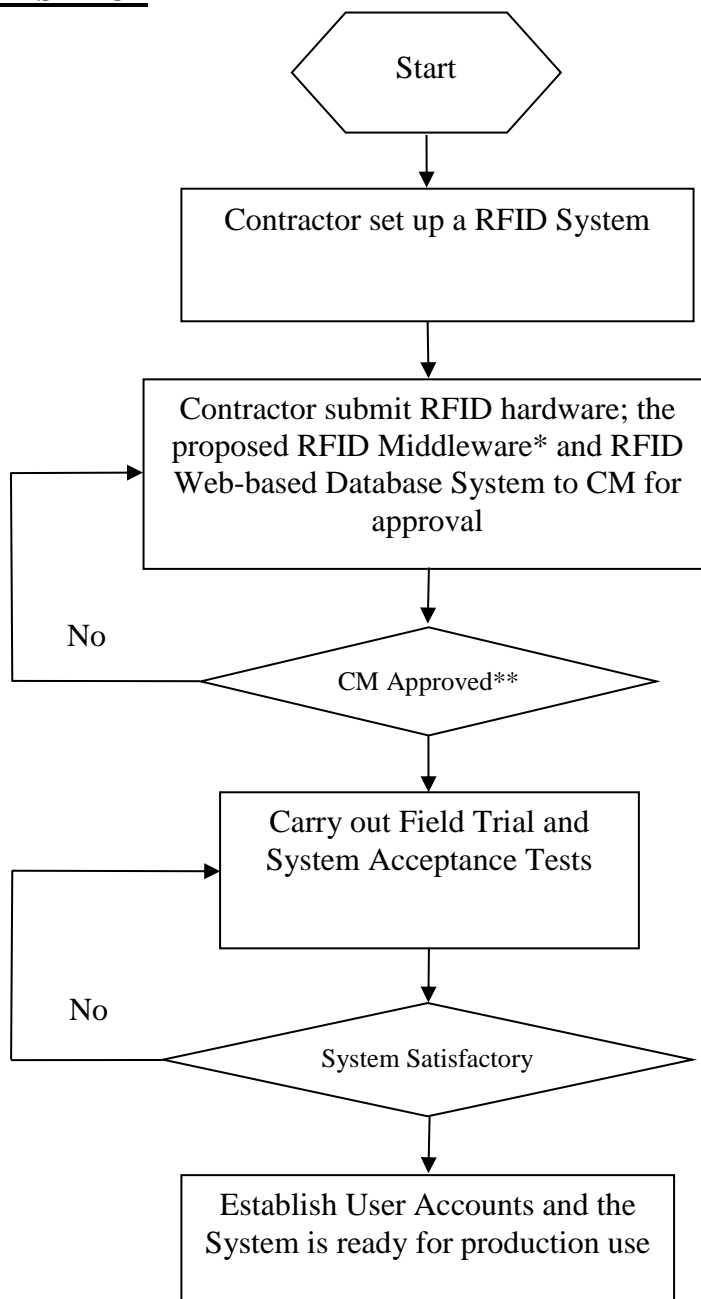 Start
Contractor set up a RFID System
Contractor submit RFID hardware; the
proposed RFID Middleware* and RFID
Web-based Database System to CM for
approval
No
CM Approved**
Carry out Field Trial and
System Acceptance Tests
No
System Satisfactory
Establish User Accounts and the
System is ready for production use